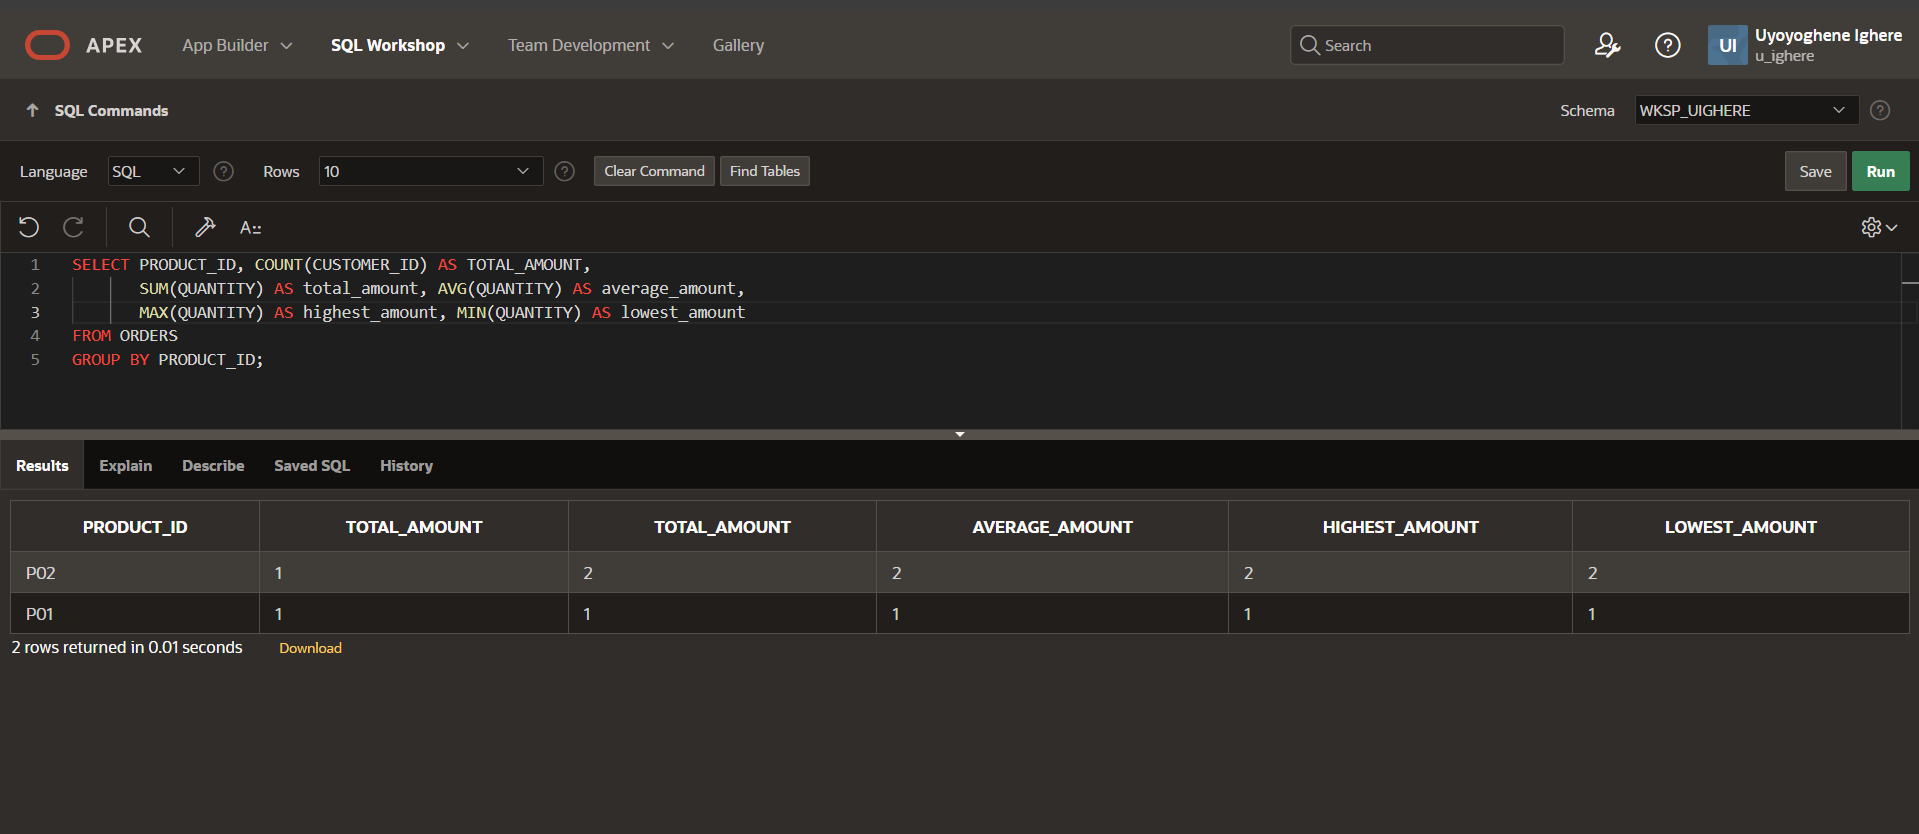 APEX App Builder SQL Workshop Team Development Gallery Search UI Uyoyoghene Ighere
u_ighere
SQL Commands Schema WKSP_UIGHERE
Language SQL Rows 10 Clear Command Find Tables Save Run
A
1 SELECT PRODUCT_ID, COUNT(CUSTOMER_ID) AS TOTAL_AMOUNT,
2 SUM(QUANTITY) AS total_amount, AVG(QUANTITY) AS average_amount,
3 MAX(QUANTITY) AS highest_amount, MIN(QUANTITY) AS lowest_amount
4 FROM ORDERS
5 GROUP BY PRODUCT_ID;
Results Explain Describe Saved SQL History
PRODUCT_ID TOTAL_AMOUNT TOTAL_AMOUNT AVERAGE_AMOUNT HIGHEST_AMOUNT LOWEST_AMOUNT
P02 1 2 2 2 2
P01 1 1 1 1 1
2 rows returned in 0.01 seconds Download